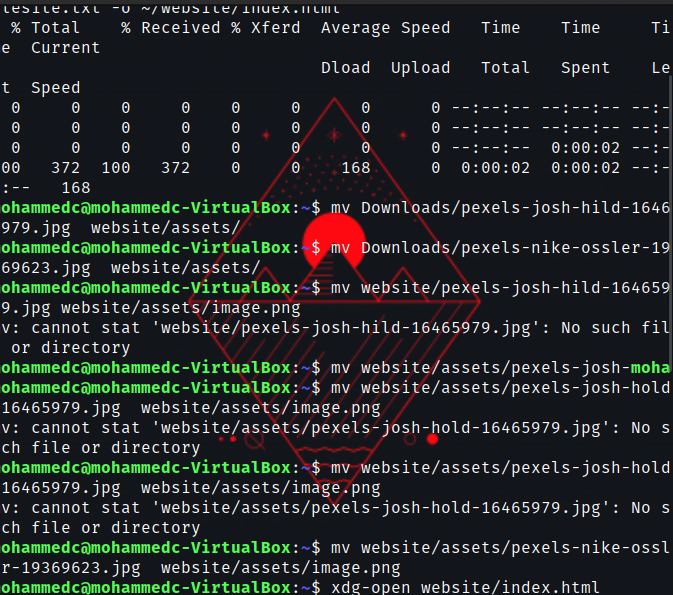 tesite.txt -o ~/website/index.html
% Total % Received % Xferd Average Speed Time Time Ti
e Current
Dload Upload Total Spent Le
t Speed
0 0 0 0 0 0 0 0 --:--:-- --:--:-- --:-
0 0 0 0 0 0 0 0 --:--:-- --:--:-- --:-
0 0 0 0 0 0 0 0 --:--:-- 0:00:02 --:-
00 372 100 372 0 0 168 0 0:00:02 0:00:02 --:-
:-- 168
ohammedc@mohammedc-VirtualBox:~$ mv Downloads/pexels-josh-hild-1646
979.jpg website/assets/
ohammedc@mohammedc-VirtualBox:~$ mv Downloads/pexels-nike-ossler-19
69623.jpg website/assets/
ohammedc@mohammedc-VirtualBox:~$ mv website/pexels-josh-hild-164659
9.jpg website/assets/image.png
v: cannot stat 'website/pexels-josh-hild-16465979.jpg': No such fil
or directory
ohammedc@mohammedc-VirtualBox:~$ mv website/assets/pexels-josh-moha
ohammedc@mohammedc-VirtualBox:~$ mv website/assets/pexels-josh-hold
16465979.jpg website/assets/image.png
v: cannot stat 'website/assets/pexels-josh-hold-16465979.jpg': No s
ch file or directory
ohammedc@mohammedc-VirtualBox:~$ mv website/assets/pexels-josh-hold
16465979.jpg website/assets/image.png
v: cannot stat 'website/assets/pexels-josh-hold-16465979.jpg': No s
ch file or directory
ohammedc@mohammedc-VirtualBox:~$ mv website/assets/pexels-nike-ossl
r-19369623.jpg website/assets/image.png
ohammedc@mohammedc-VirtualBox:~$ xdg-open website/index.html